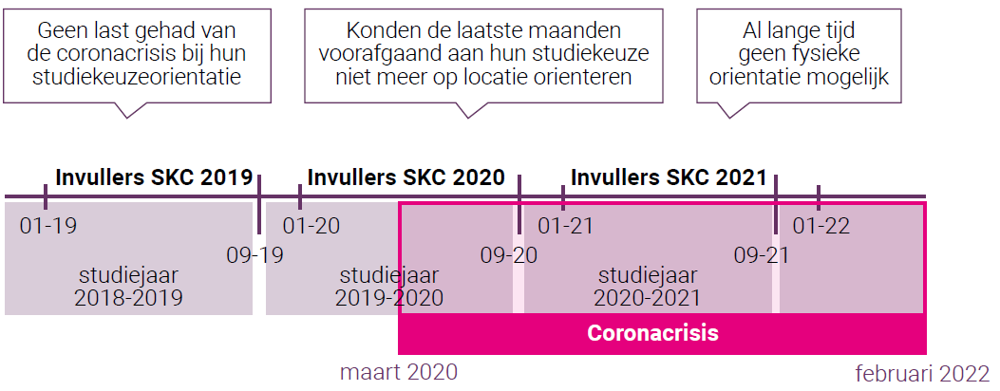 Geen last gehad van
de coronacrisis bij hun
studiekeuzeorientatie
Konden de laatste maanden
voorafgaand aan hun studiekeuze
niet meer op locatie orienteren
Al lange tijd
geen fysieke
orientatie mogelijk
Invullers SKC 2019
Invullers SKC 2020
Invullers SKC 2021
01-19
01-20
01-21
01-22
09-19
09-20
09-21
studiejaar
2018-2019
studiejaar
2019-2020
studiejaar
2020-2021
Coronacrisis
maart 2020
februari 2022